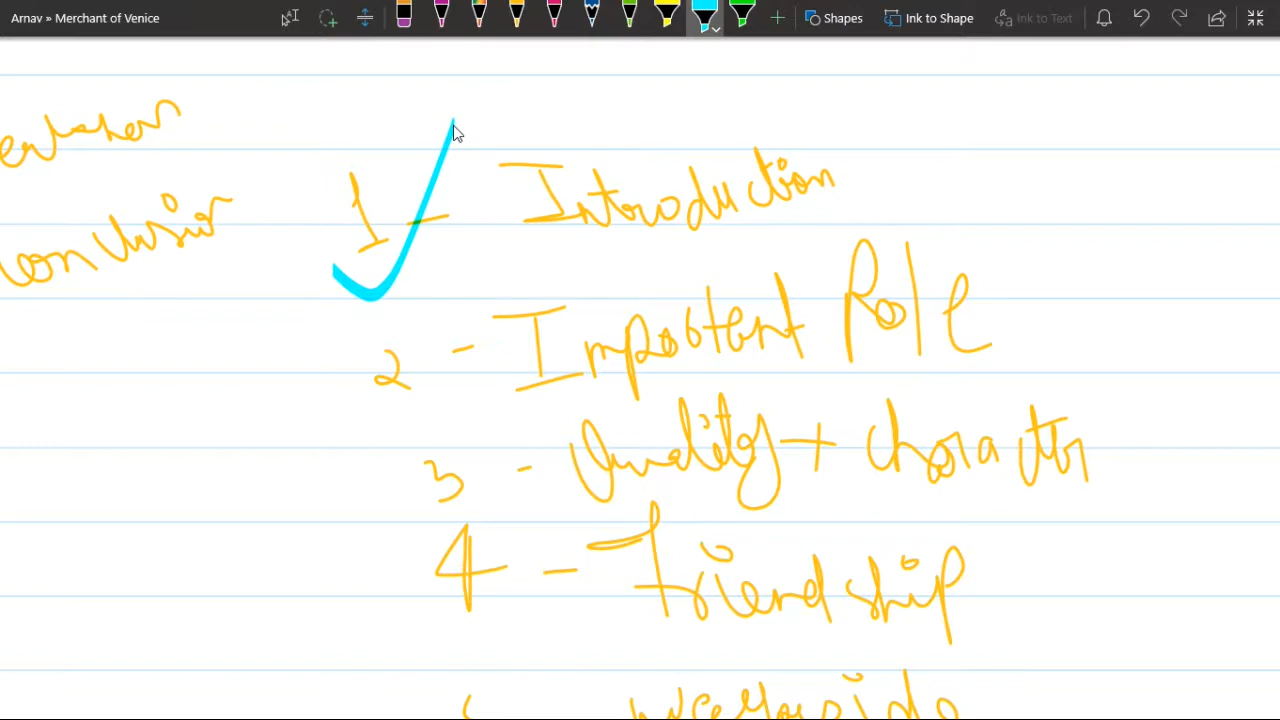 Arnav » Merchant of Venice
Shapes
Ink to Shape
Ink to Text
conclusion
1 - Introduction
2 - Important Role
3 - Quality + Character
4 - Friendship